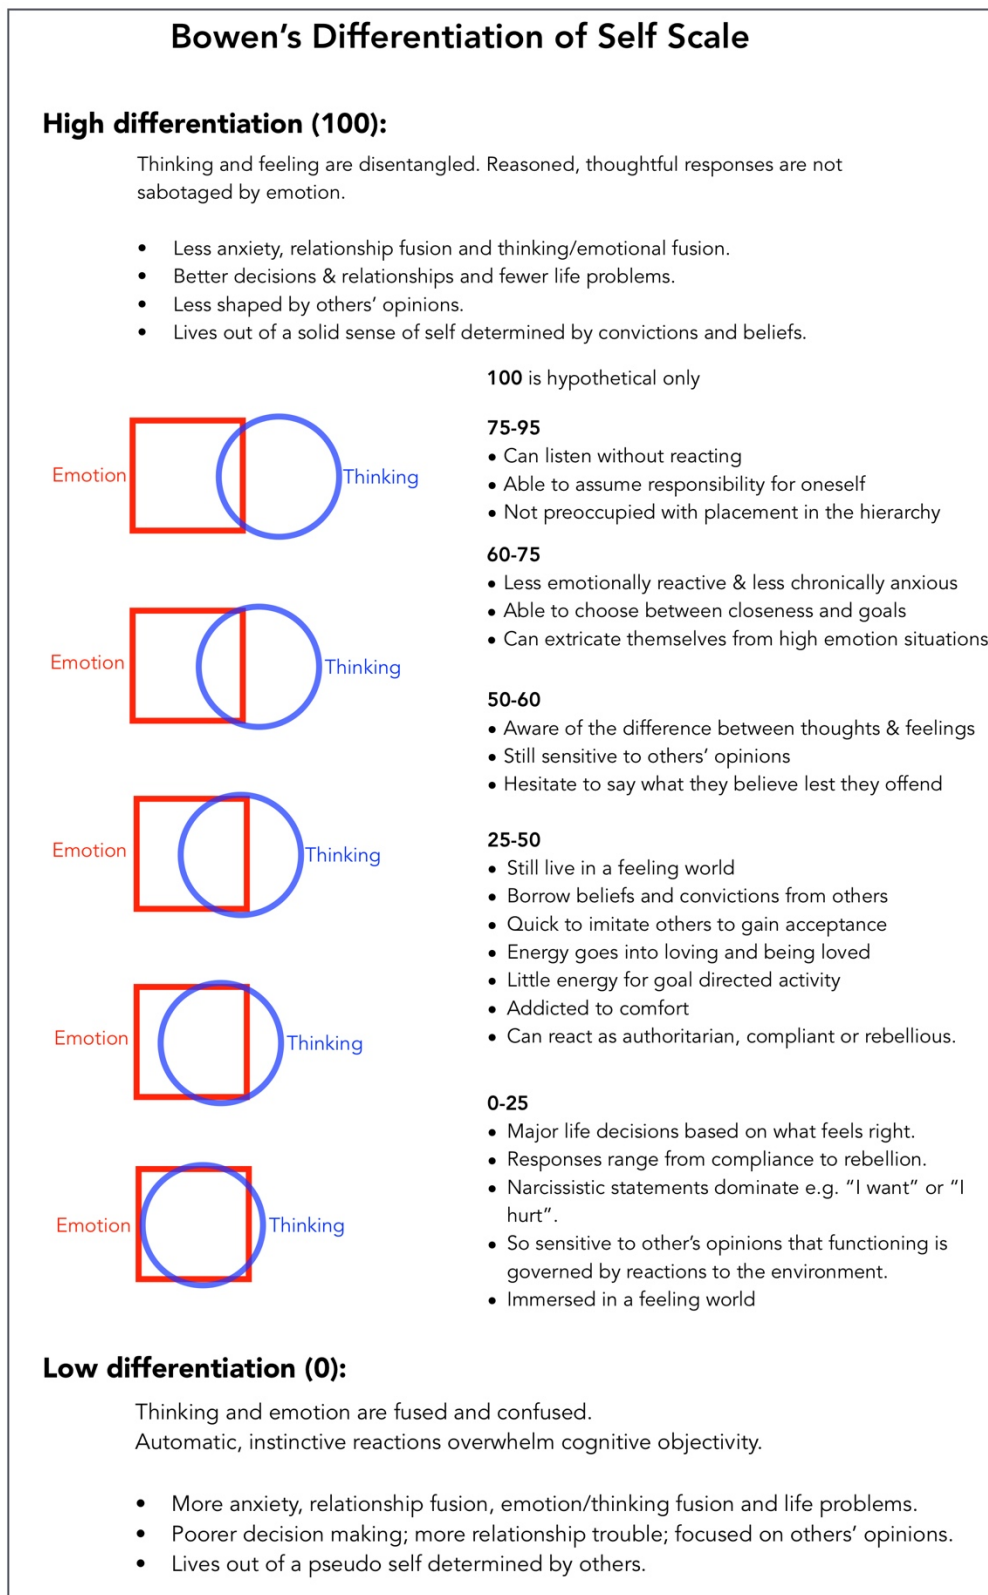 Bowen's Differentiation of Self Scale
High differentiation (100):
Thinking and feeling are disentangled. Reasoned, thoughtful responses are not
sabotaged by emotion.
• Less anxiety, relationship fusion and thinking/emotional fusion.
• Better decisions & relationships and fewer life problems.
• Less shaped by others' opinions.
• Lives out of a solid sense of self determined by convictions and beliefs.
100 is hypothetical only
Emotion
Thinking
75-95
• Can listen without reacting
• Able to assume responsibility for oneself
• Not preoccupied with placement in the hierarchy
Emotion
Thinking
60-75
• Less emotionally reactive & less chronically anxious
• Able to choose between closeness and goals
• Can extricate themselves from high emotion situations
Emotion
Thinking
50-60
• Aware of the difference between thoughts & feelings
• Still sensitive to others' opinions
• Hesitate to say what they believe lest they offend
Emotion
Thinking
25-50
• Still live in a feeling world
• Borrow beliefs and convictions from others
• Quick to imitate others to gain acceptance
• Energy goes into loving and being loved
• Little energy for goal directed activity
• Addicted to comfort
• Can react as authoritarian, compliant or rebellious.
Emotion
Thinking
0-25
• Major life decisions based on what feels right.
• Responses range from compliance to rebellion.
• Narcissistic statements dominate e.g. "I want" or "I
hurt".
• So sensitive to other's opinions that functioning is
governed by reactions to the environment.
• Immersed in a feeling world
Low differentiation (0):
Thinking and emotion are fused and confused.
Automatic, instinctive reactions overwhelm cognitive objectivity.
• More anxiety, relationship fusion, emotion/thinking fusion and life problems.
• Poorer decision making; more relationship trouble; focused on others' opinions.
• Lives out of a pseudo self determined by others.